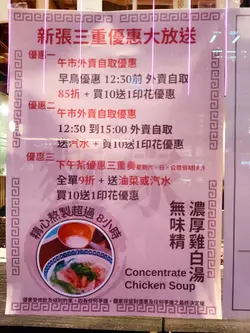 新張三重優惠大放送
優惠一
午市外賣自取優惠
早鳥優惠 12:30前 外賣自取
85折 + 買10送1印花優惠
優惠二
午市外賣自取優惠
12:30 到15:00 外賣自取
送汽水 + 買10送1印花優惠
優惠三
下午茶優惠三重奏
全單9折 + 送油菜或汽水
買10送1印花優惠
精心熬製超過 8小時
濃厚雞白湯
無味精
Concentrate
Chicken Soup